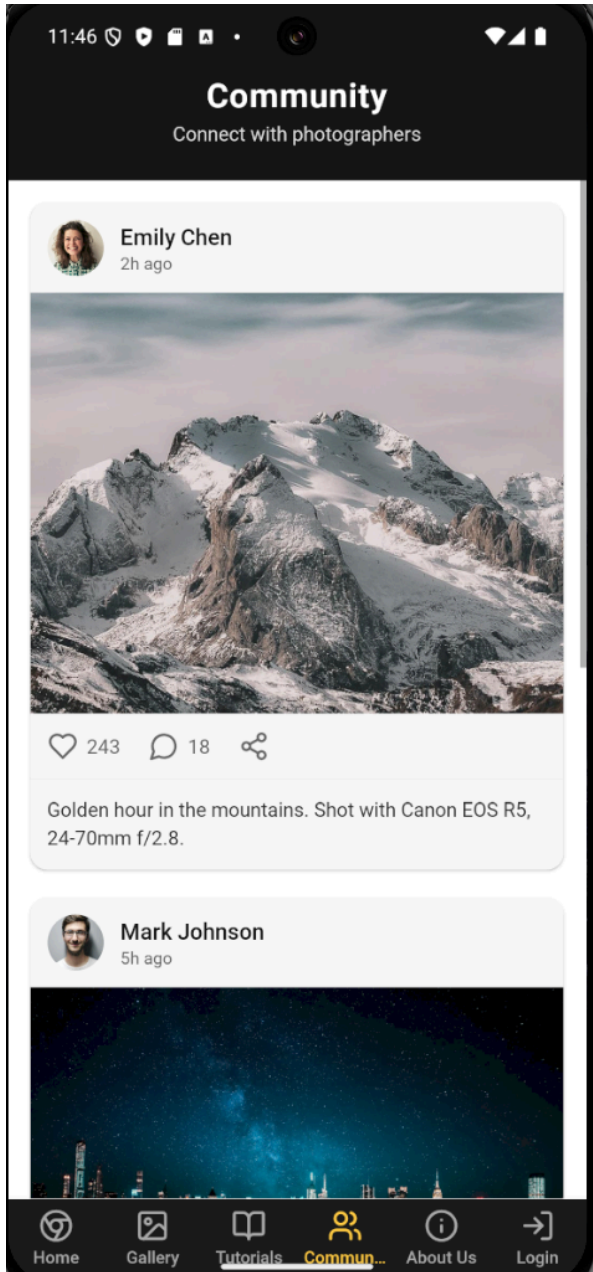 11:46
Community
Connect with photographers
Emily Chen
2h ago
243 18
Golden hour in the mountains. Shot with Canon EOS R5,
24-70mm f/2.8.
Mark Johnson
5h ago
Home Gallery Tutorials Commun... About Us Login